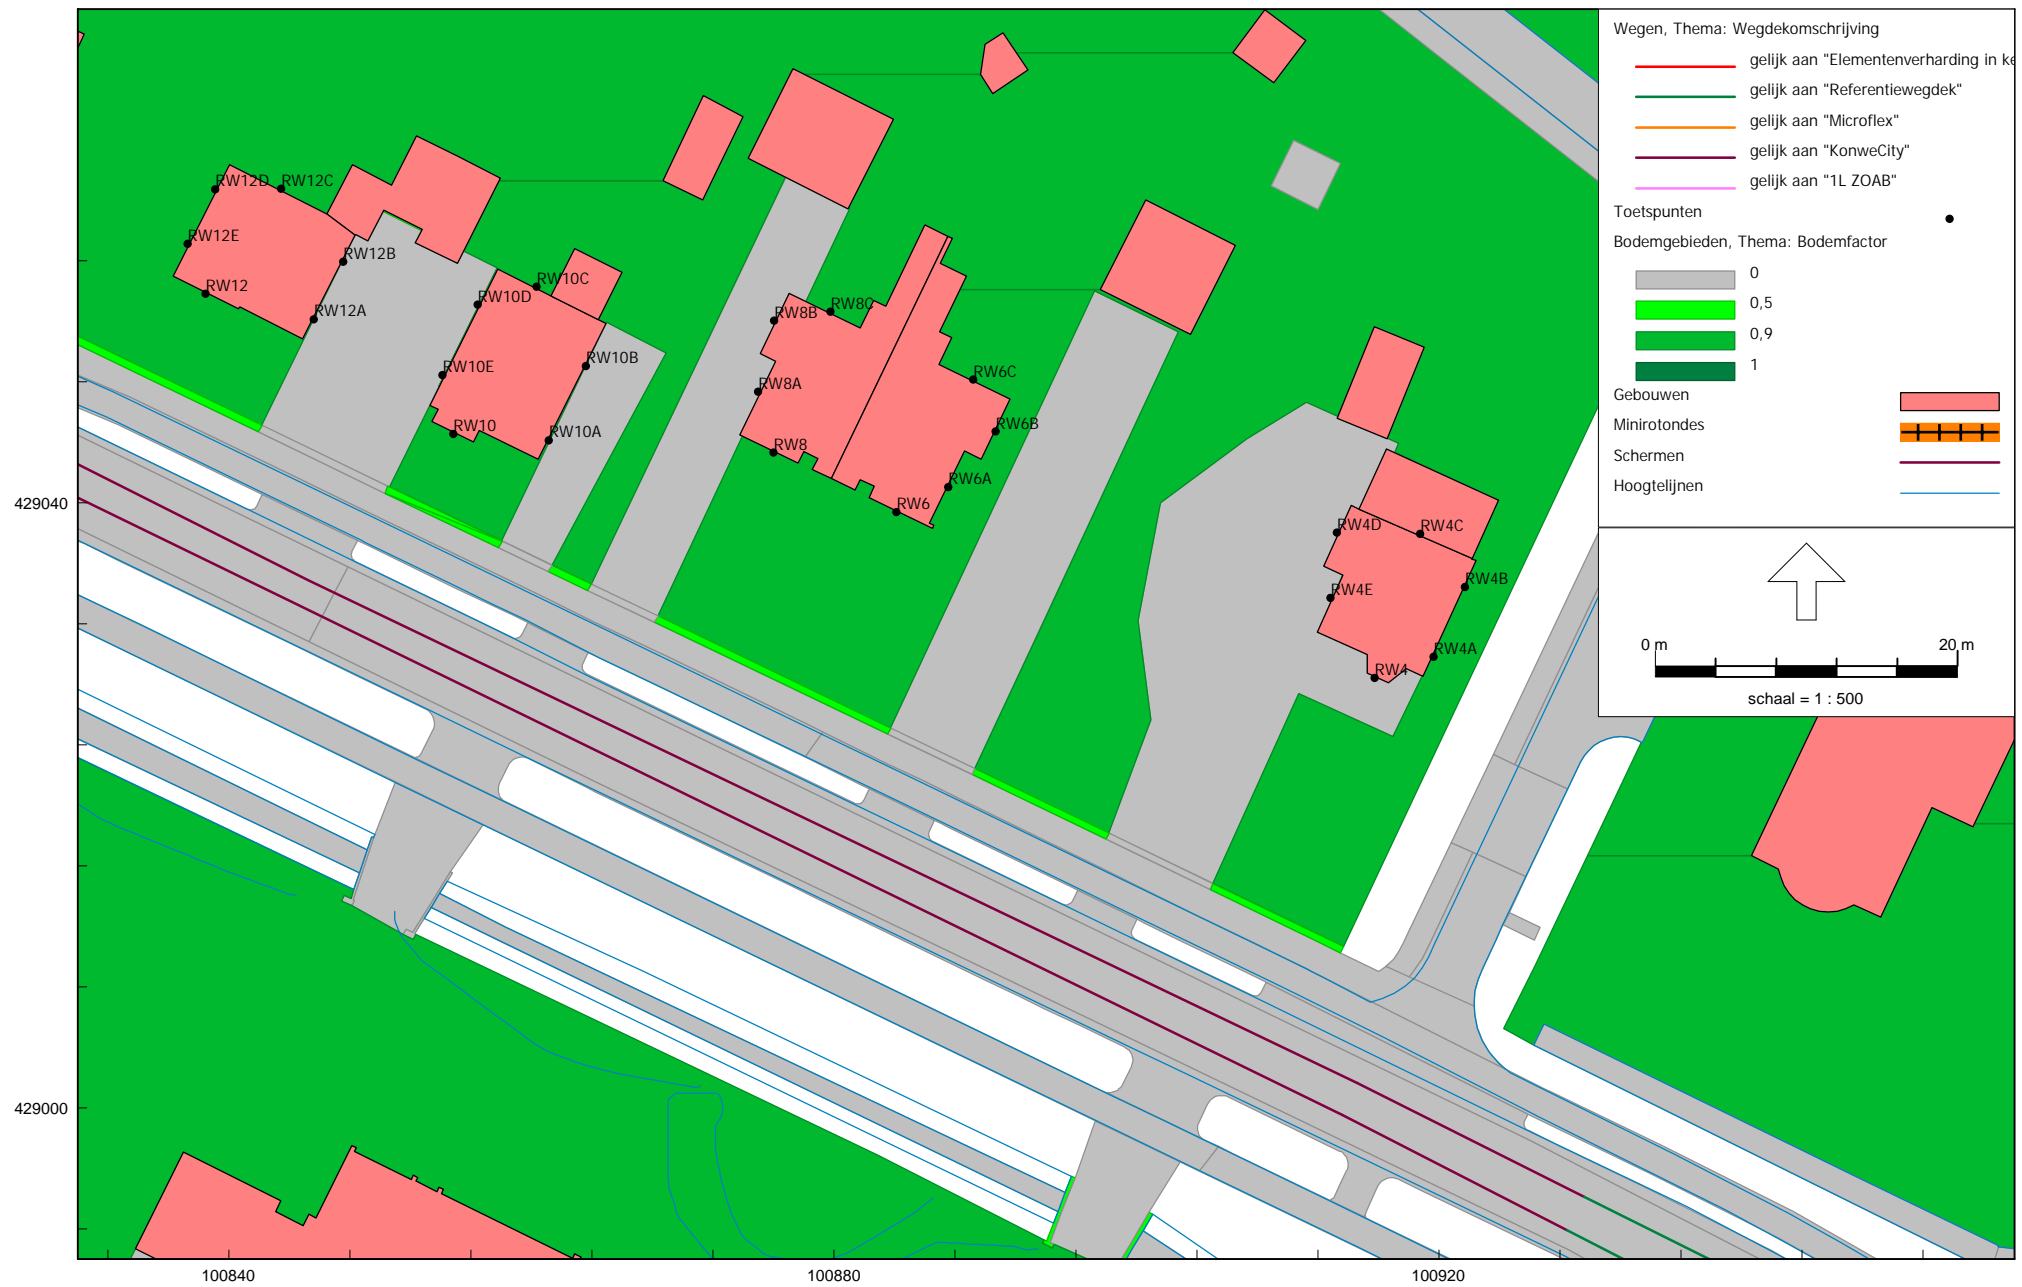 Wegen, Thema: Wegdekomschrijving
gelijk aan "Elementenverharding in ke
gelijk aan "Referentiewegdek"
gelijk aan "Microflex"
gelijk aan "KonweCity"
gelijk aan "1L ZOAB"
Toetspunten
Bodemgebieden, Thema: Bodemfactor
0
0,5
0,9
1
Gebouwen
Minirotondes
Schermen
Hoogtelijnen
0 m
20 m
schaal = 1 : 500
RW12D
RW12C
RW12E
RW12B
RW12
RW12A
RW10C
RW10D
RW10B
RW10E
RW10
RW10A
RW8C
RW8B
RW8A
RW8
RW6C
RW6B
RW6A
RW6
RW4D
RW4C
RW4B
RW4E
RW4A
RW4
429040
429000
100840
100880
100920